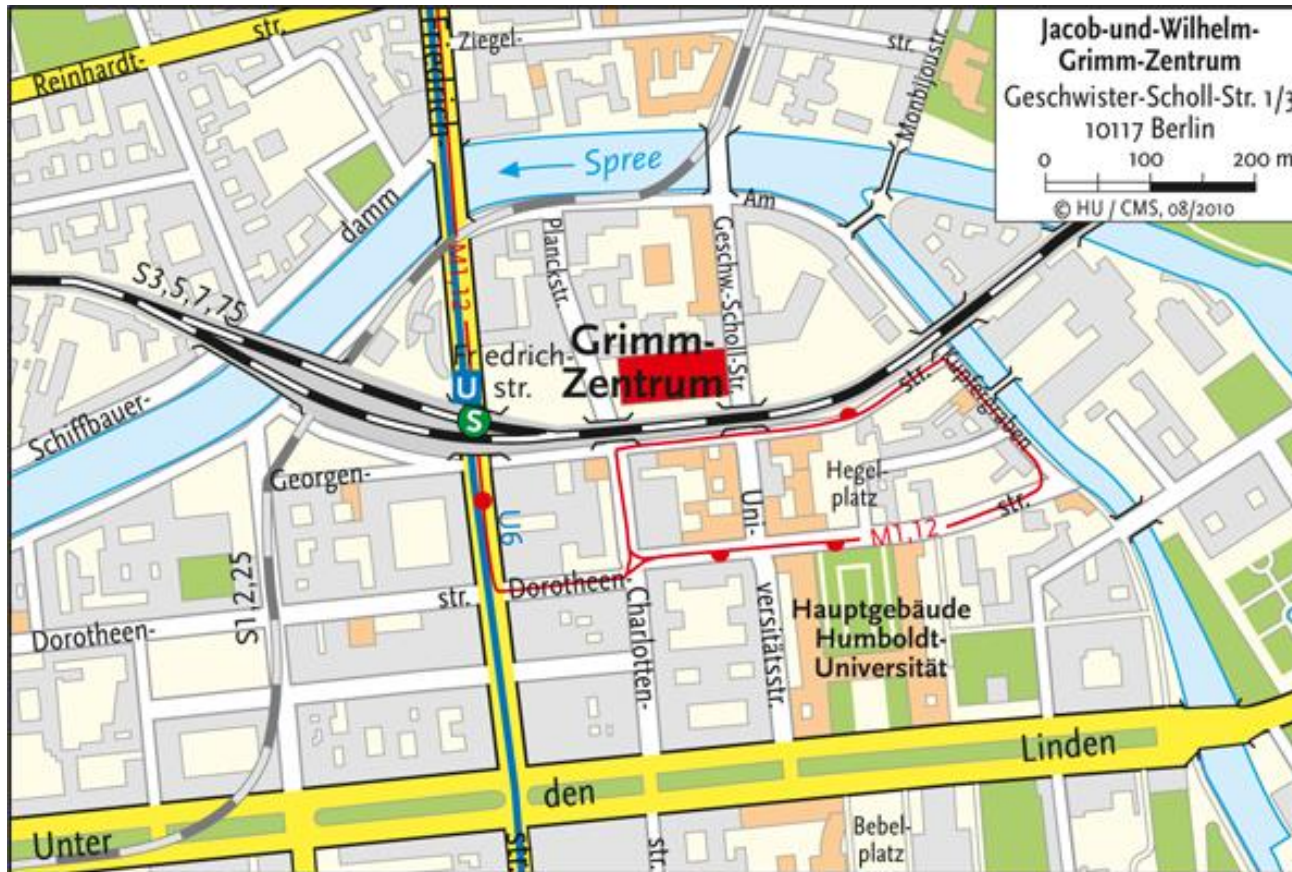 Jacob-und-Wilhelm-
Grimm-Zentrum
Geschwister-Scholl-Str. 1/3
10117 Berlin
0 100 200 m
© HU / CMS, 08/2010
Reinhardt-
str.
Friedrich-
Ziegel-
str.
Monbijoustr.
Spree
Am
damm
Planckstr.
Geschw.-Scholl-Str.
M1,12
S3,5,7,75
Friedrich-
str.
U
S
Grimm-
Zentrum
str.
Kupfergraben
Schiffbauer-
Georgen-
U6
Uni-
versitätsstr.
Hegel-
platz
M1,12
str.
S1,2,25
Dorotheen-
str.
Dorotheen-
Charlotten-
Hauptgebäude
Humboldt-
Universität
Unter
den
Linden
str.
str.
Bebel-
platz